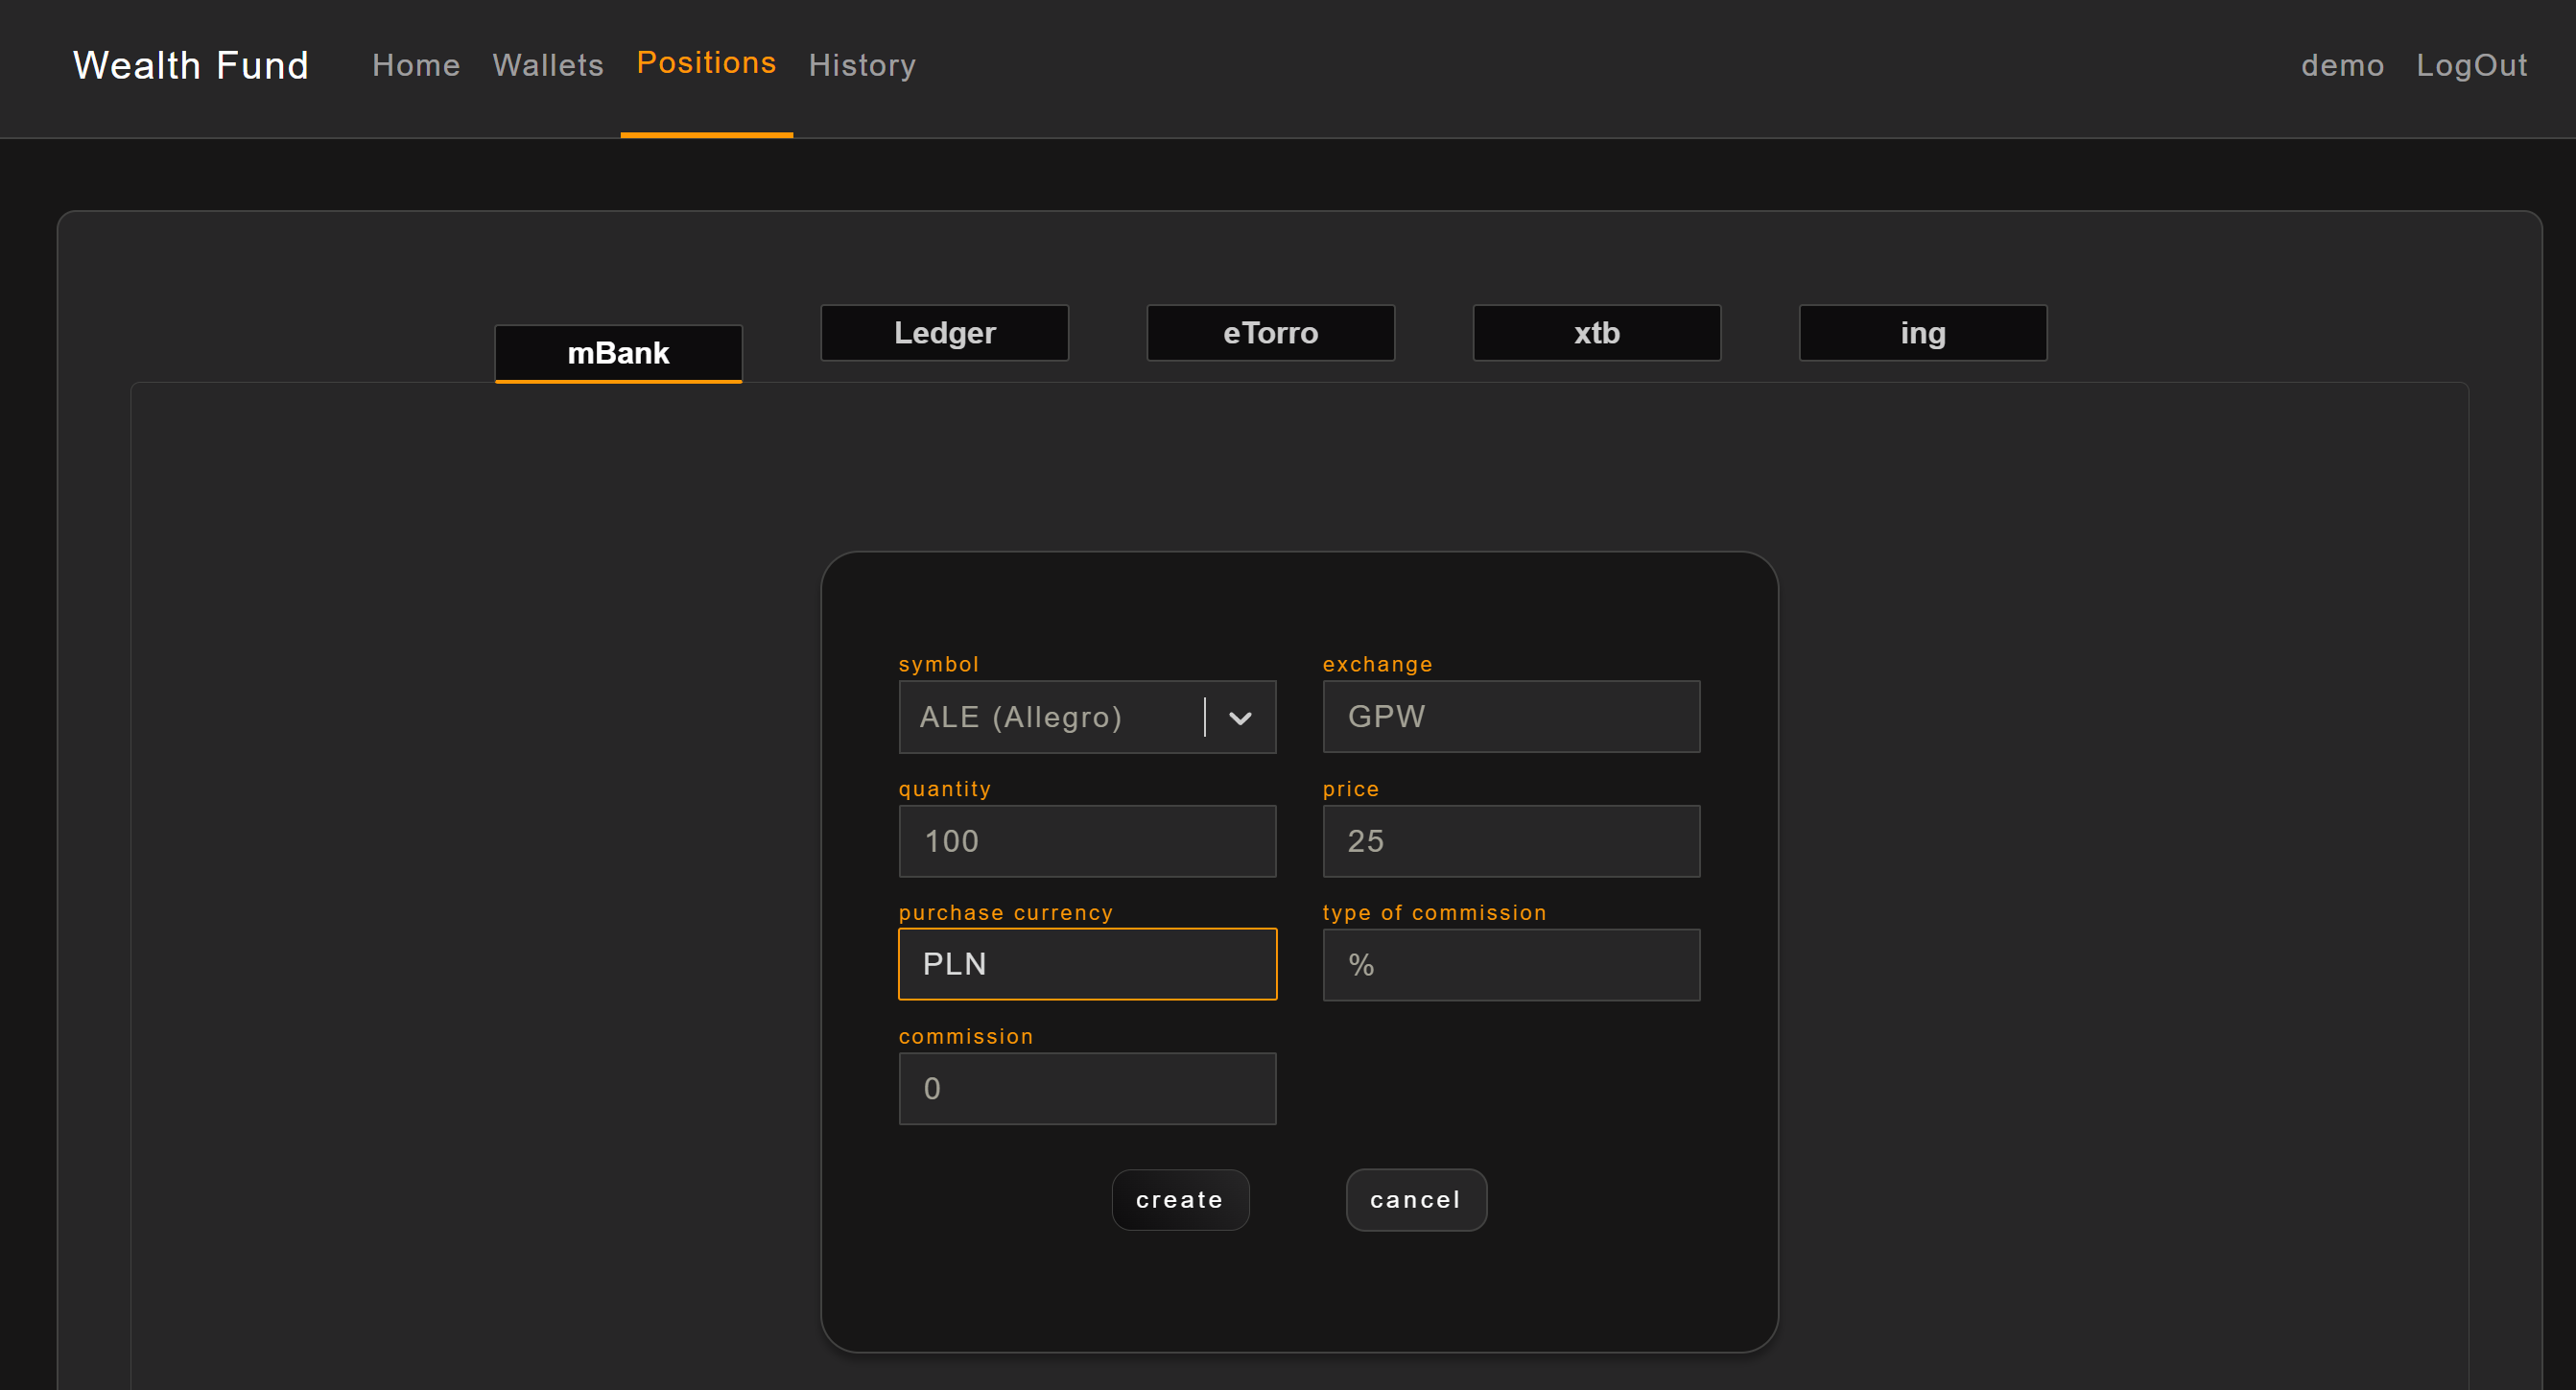 Wealth Fund Home Wallets Positions History demo LogOut
mBank Ledger eTorro xtb ing
symbol exchange
ALE (Allegro) GPW
quantity price
100 25
purchase currency type of commission
PLN %
commission
0
create cancel